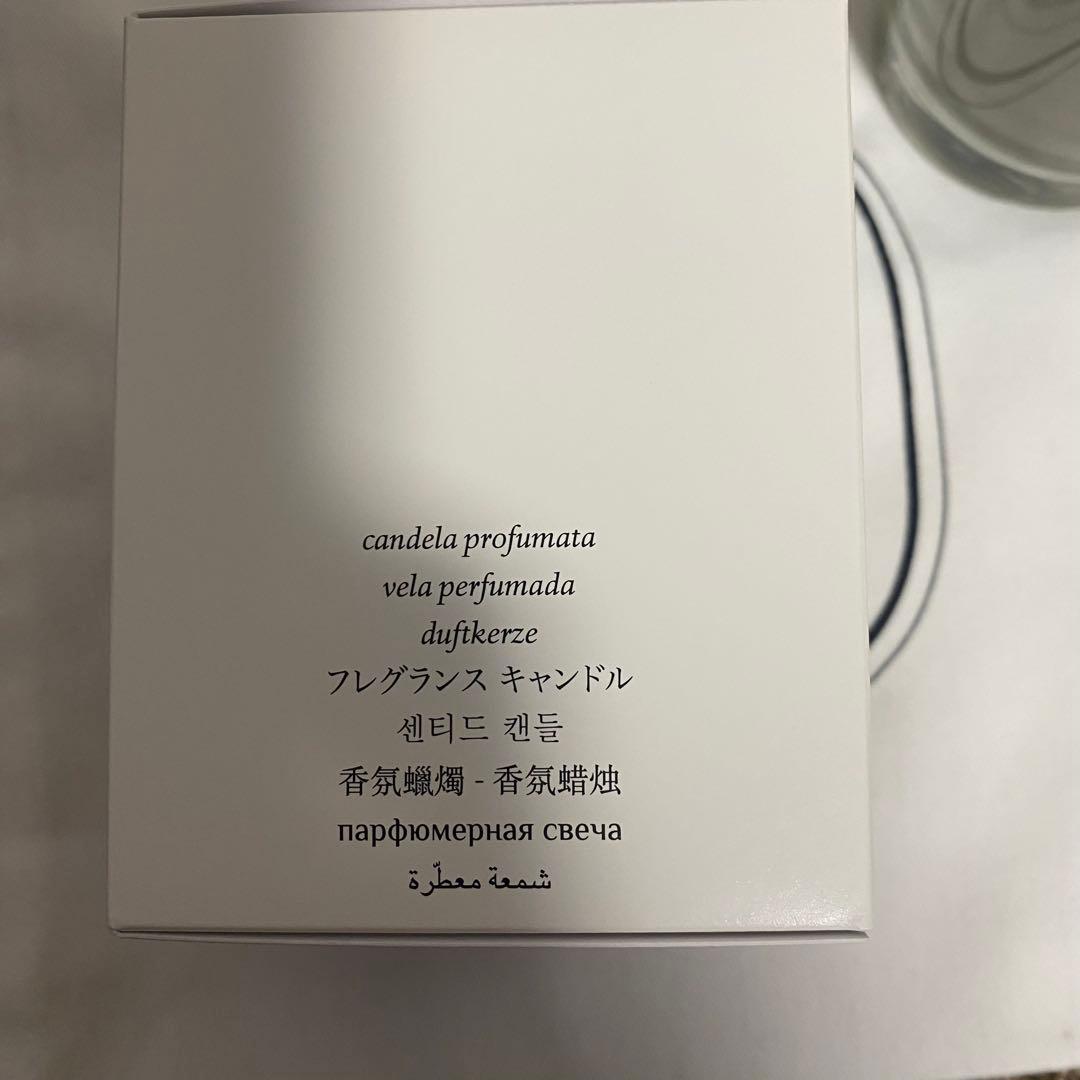 candela profumata
vela perfumada
duftkerze
フレグランス キャンドル
센티드 캔들
香氛蠟燭 - 香氛蜡烛
парфюмерная свеча
شمعة معطّرة